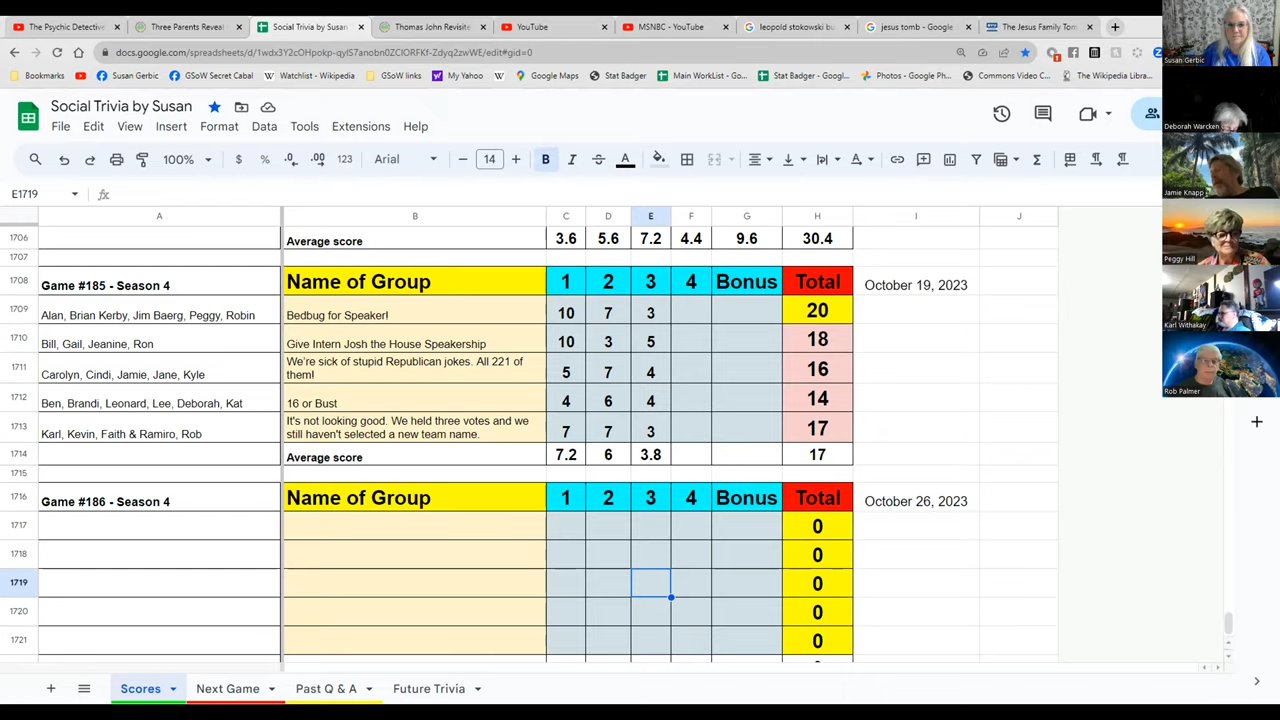 The Psychic Detective
Three Parents Reveal
Social Trivia by Susan
Thomas John Revisite
YouTube
MSNBC - YouTube
leopold stokowski bu
jesus tomb - Google
The Jesus Family Tom
docs.google.com/spreadsheets/d/1wdx3Y2cOHpokp-qyIS7anobn0ZClORFKf-Zdyq2zwWE/edit#gid=0
Bookmarks
Susan Gerbic
GSoW Secret Cabal
Watchlist - Wikipedia
GSoW links
My Yahoo
Google Maps
Stat Badger
Main WorkList - Go...
Stat Badger - Googl...
Photos - Google Ph...
Commons Video C...
The Wikipedia Libra...
Social Trivia by Susan
File Edit View Insert Format Data Tools Extensions Help
100% $ % .0 .00 123 Arial 14 B I S A
E1719 fx
A B C D E F G H I J
1706 Average score 3.6 5.6 7.2 4.4 9.6 30.4
1707
1708 Game #185 - Season 4 Name of Group 1 2 3 4 Bonus Total October 19, 2023
1709 Alan, Brian Kerby, Jim Baerg, Peggy, Robin Bedbug for Speaker! 10 7 3 20
1710 Bill, Gail, Jeanine, Ron Give Intern Josh the House Speakership 10 3 5 18
1711 Carolyn, Cindi, Jamie, Jane, Kyle We're sick of stupid Republican jokes. All 221 of
them! 5 7 4 16
1712 Ben, Brandi, Leonard, Lee, Deborah, Kat 16 or Bust 4 6 4 14
1713 Karl, Kevin, Faith & Ramiro, Rob It's not looking good. We held three votes and we
still haven't selected a new team name. 7 7 3 17
1714 Average score 7.2 6 3.8 17
1715
1716 Game #186 - Season 4 Name of Group 1 2 3 4 Bonus Total October 26, 2023
1717 0
1718 0
1719 0
1720 0
1721 0
Scores Next Game Past Q & A Future Trivia
Susan Gerbic
Deborah Warcken
Jamie Knapp
Peggy Hill
Karl Withakay
Rob Palmer